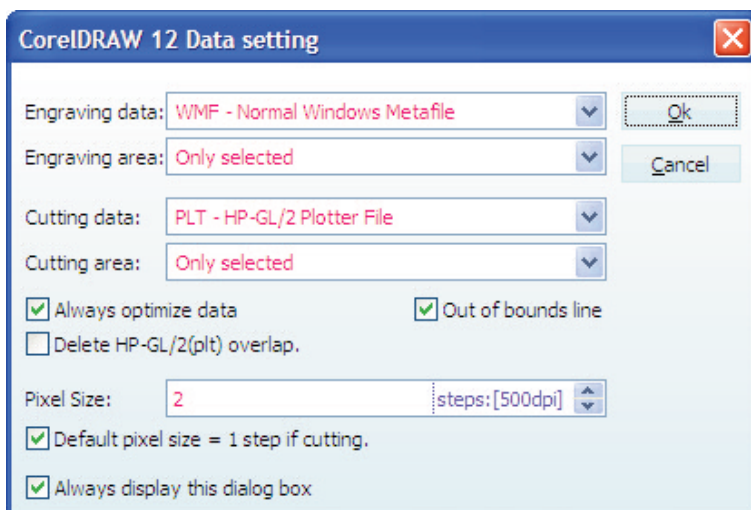 CorelDRAW 12 Data setting
Engraving data: WMF - Normal Windows Metafile
Ok
Engraving area: Only selected
Cancel
Cutting data: PLT - HP-GL/2 Plotter File
Cutting area: Only selected
Always optimize data
Out of bounds line
Delete HP-GL/2(plt) overlap.
Pixel Size: 2 steps:[500dpi]
Default pixel size = 1 step if cutting.
Always display this dialog box